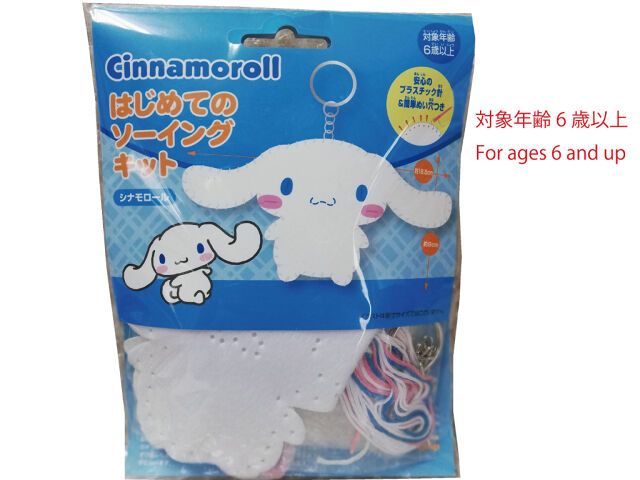 Cinnamoroll
はじめての
ソーイング
キット
シナモロール
対象年齢
6歳以上
安心の
プラスチック針
&簡単ぬい穴つき
対象年齢 6 歳以上
For ages 6 and up